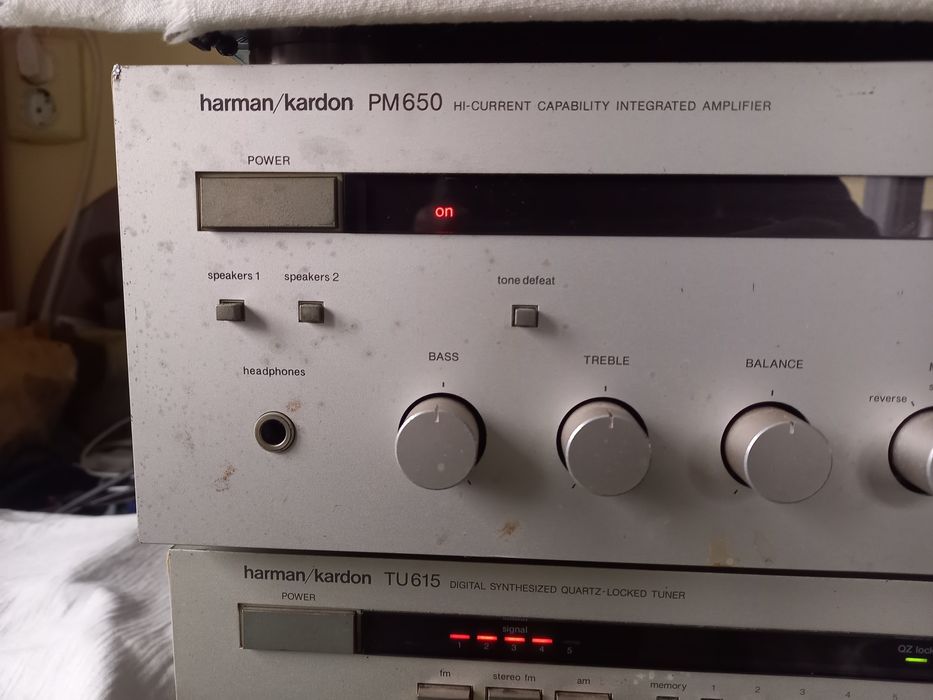 harman/kardon PM650 HI-CURRENT CAPABILITY INTEGRATED AMPLIFIER
POWER
on
speakers 1 speakers 2 tone defeat
headphones BASS TREBLE BALANCE
reverse
harman/kardon TU615 DIGITAL SYNTHESIZED QUARTZ-LOCKED TUNER
POWER
signal
1 2 3 4 5
QZ lock
fm stereo fm am memory 1 2 3 4 5